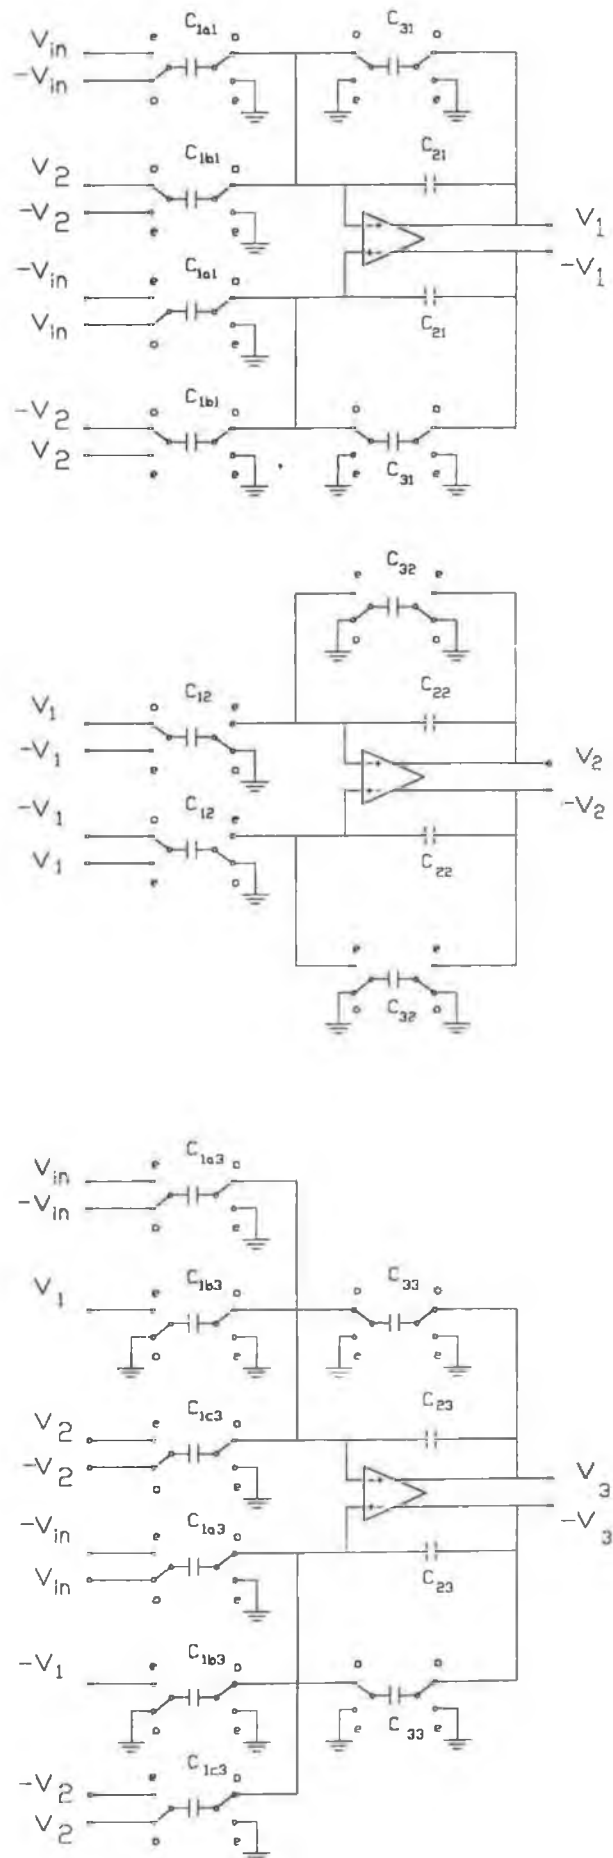 C1a1 C31
Vin e o o o
-Vin
o e e e
C1b1 C21
V2 o o
-V2 V1
e e
-Vin e C1a1 o -V1
Vin
o e C21
C1b1
-V2 o o o o
V2
e e e C31 e
C32
e e
o o
C12 C22
V1 o e
-V1 V2
e o
-V1 o C12 e -V2
V1
e o C22
e e
o C32 o
C1a3
Vin e o
-Vin
o e
C1b3 C33
V1 e o o o
o e e e
C1c3 C23
V2 e o
-V2 V3
o e
-Vin e C1a3 o -V3
Vin
o e C23
C1b3
-V1 e o o o
o e e C33 e
C1c3
-V2 e o
V2
o e